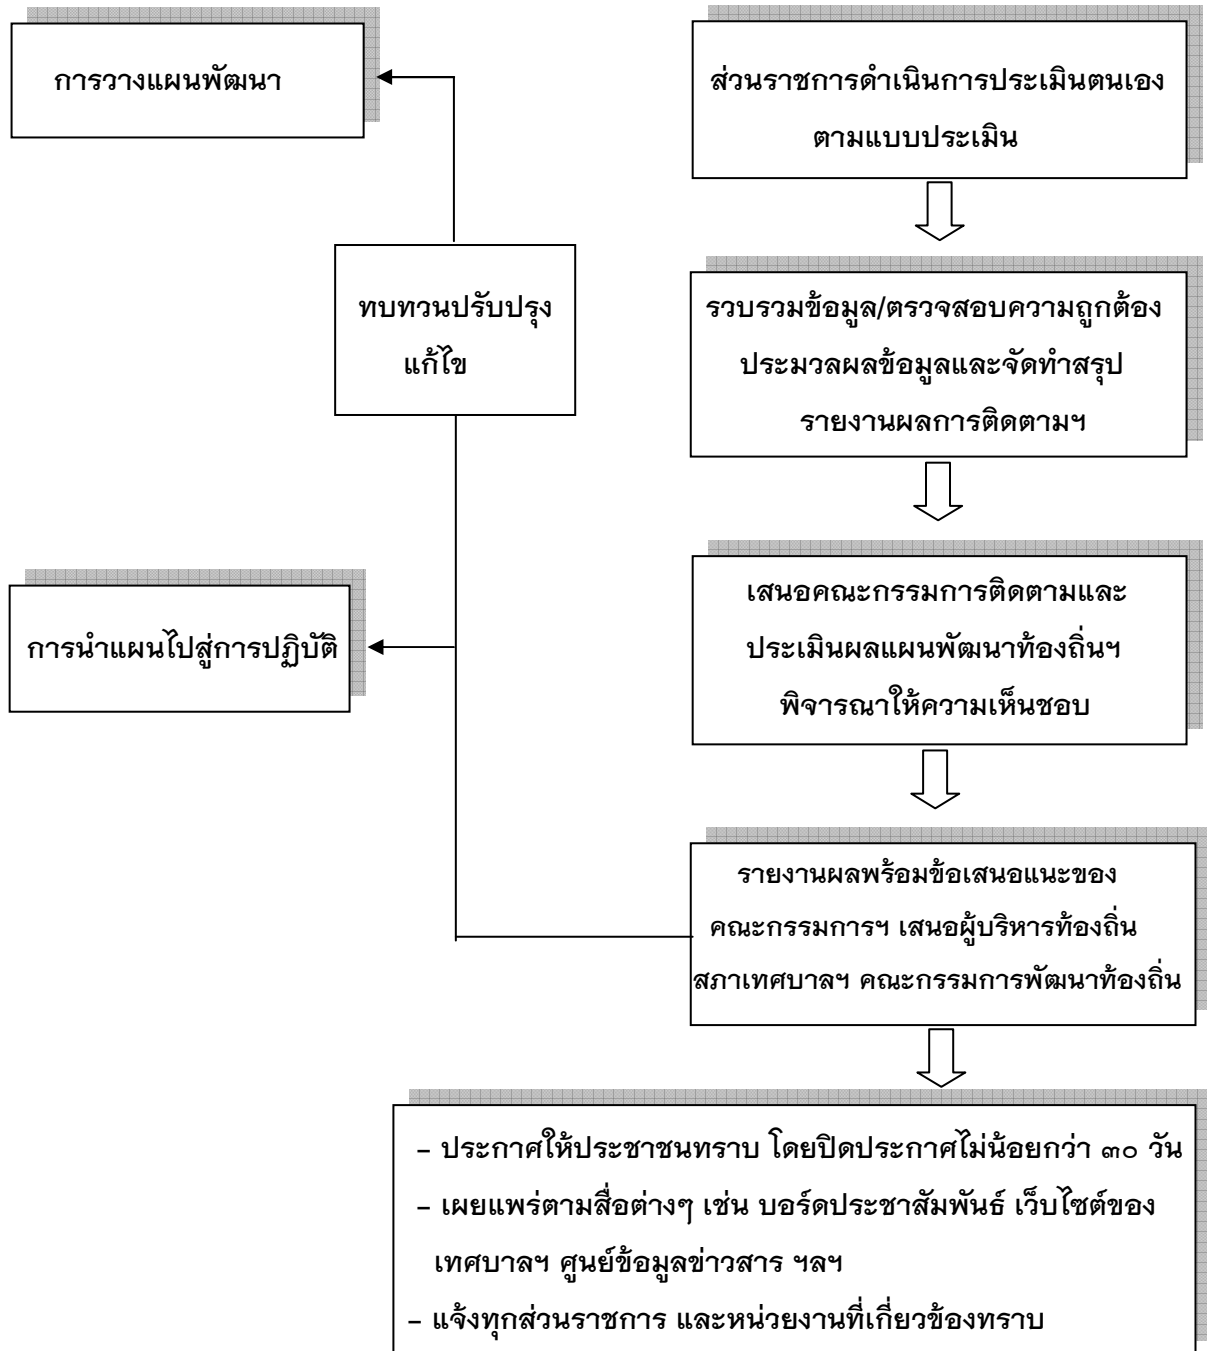 การวางแผนพัฒนา
ส่วนราชการดำเนินการประเมินตนเอง
ตามแบบประเมิน
ทบทวนปรับปรุง
แก้ไข
รวบรวมข้อมูล/ตรวจสอบความถูกต้อง
ประมวลผลข้อมูลและจัดทำสรุป
รายงานผลการติดตามฯ
การนำแผนไปสู่การปฏิบัติ
เสนอคณะกรรมการติดตามและ
ประเมินผลแผนพัฒนาท้องถิ่นฯ
พิจารณาให้ความเห็นชอบ
รายงานผลพร้อมข้อเสนอแนะของ
คณะกรรมการฯ เสนอผู้บริหารท้องถิ่น
สภาเทศบาลฯ คณะกรรมการพัฒนาท้องถิ่น
- ประกาศให้ประชาชนทราบ โดยปิดประกาศไม่น้อยกว่า ๓๐ วัน
- เผยแพร่ตามสื่อต่างๆ เช่น บอร์ดประชาสัมพันธ์ เว็บไซต์ของ
เทศบาลฯ ศูนย์ข้อมูลข่าวสาร ฯลฯ
- แจ้งทุกส่วนราชการ และหน่วยงานที่เกี่ยวข้องทราบ